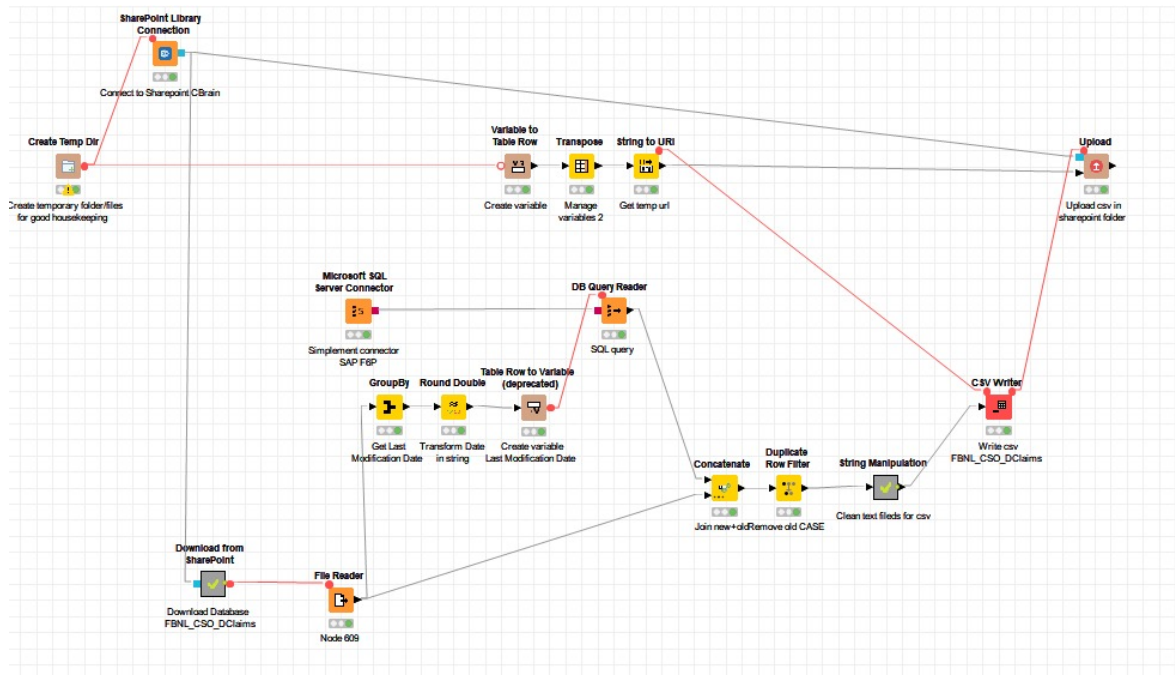 SharePoint Library
Connection
Connect to Sharepoint CBrain
Create Temp Dir
Create temporary folder/files
for good housekeeping
Variable to
Table Row
Create variable
Transpose
Manage
variables 2
String to URI
Get temp url
Upload
Upload csv in
sharepoint folder
Microsoft SQL
Server Connector
Simplement connector
SAP F6P
DB Query Reader
SQL query
GroupBy
Get Last
Modification Date
Round Double
Transform Date
in string
Table Row to Variable
(deprecated)
Create variable
Last Modification Date
CSV Writer
Write csv
FBNL_CSO_DClaims
Concatenate
Join new+old
Duplicate
Row Filter
Remove old CASE
String Manipulation
Clean text fileds for csv
Download from
SharePoint
Download Database
FBNL_CSO_DClaims
File Reader
Node 609